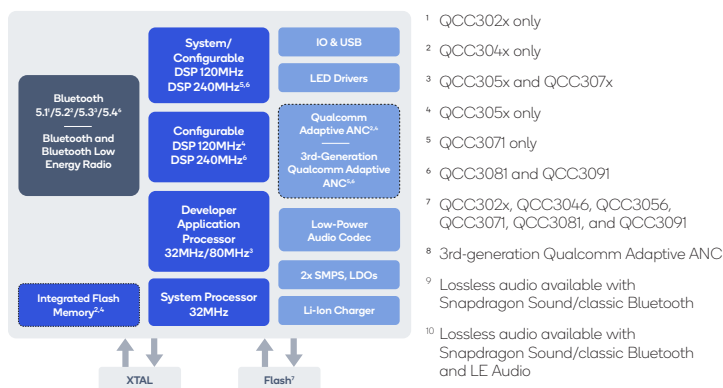 System/
Configurable
DSP 120MHz
DSP 240MHz⁵,⁶
IO & USB
LED Drivers
Bluetooth
5.1¹/5.2²/5.3³/5.4⁶
Bluetooth and
Bluetooth Low
Energy Radio
Configurable
DSP 120MHz⁴
DSP 240MHz⁶
Qualcomm
Adaptive ANC²,⁴
3rd-Generation
Qualcomm Adaptive
ANC⁵,⁶
Developer
Application
Processor
32MHz/80MHz³
Low-Power
Audio Codec
2x SMPS, LDOs
Integrated Flash
Memory²,⁴
System Processor
32MHz
Li-Ion Charger
XTAL
Flash⁷
¹ QCC302x only
² QCC304x only
³ QCC305x and QCC307x
⁴ QCC305x only
⁵ QCC3071 only
⁶ QCC3081 and QCC3091
⁷ QCC302x, QCC3046, QCC3056,
QCC3071, QCC3081, and QCC3091
⁸ 3rd-generation Qualcomm Adaptive ANC
⁹ Lossless audio available with
Snapdragon Sound/classic Bluetooth
¹⁰ Lossless audio available with
Snapdragon Sound/classic Bluetooth
and LE Audio